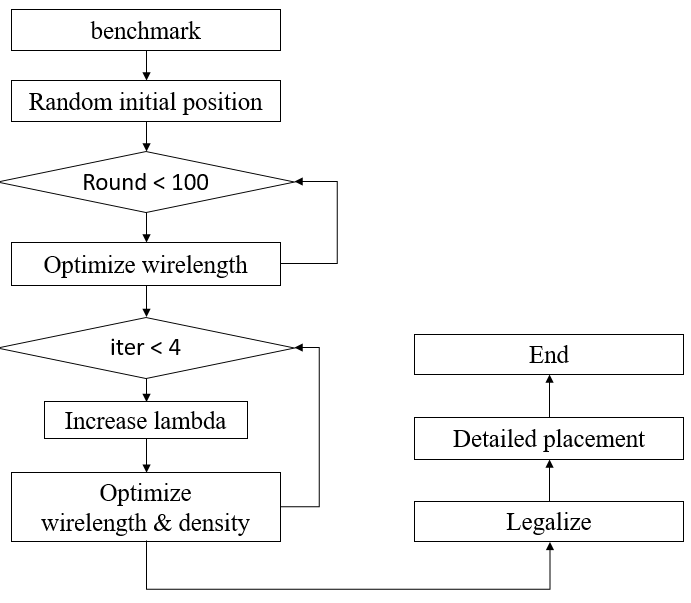 benchmark
Random initial position
Round < 100
Optimize wirelength
iter < 4
Increase lambda
Optimize
wirelength & density
End
Detailed placement
Legalize